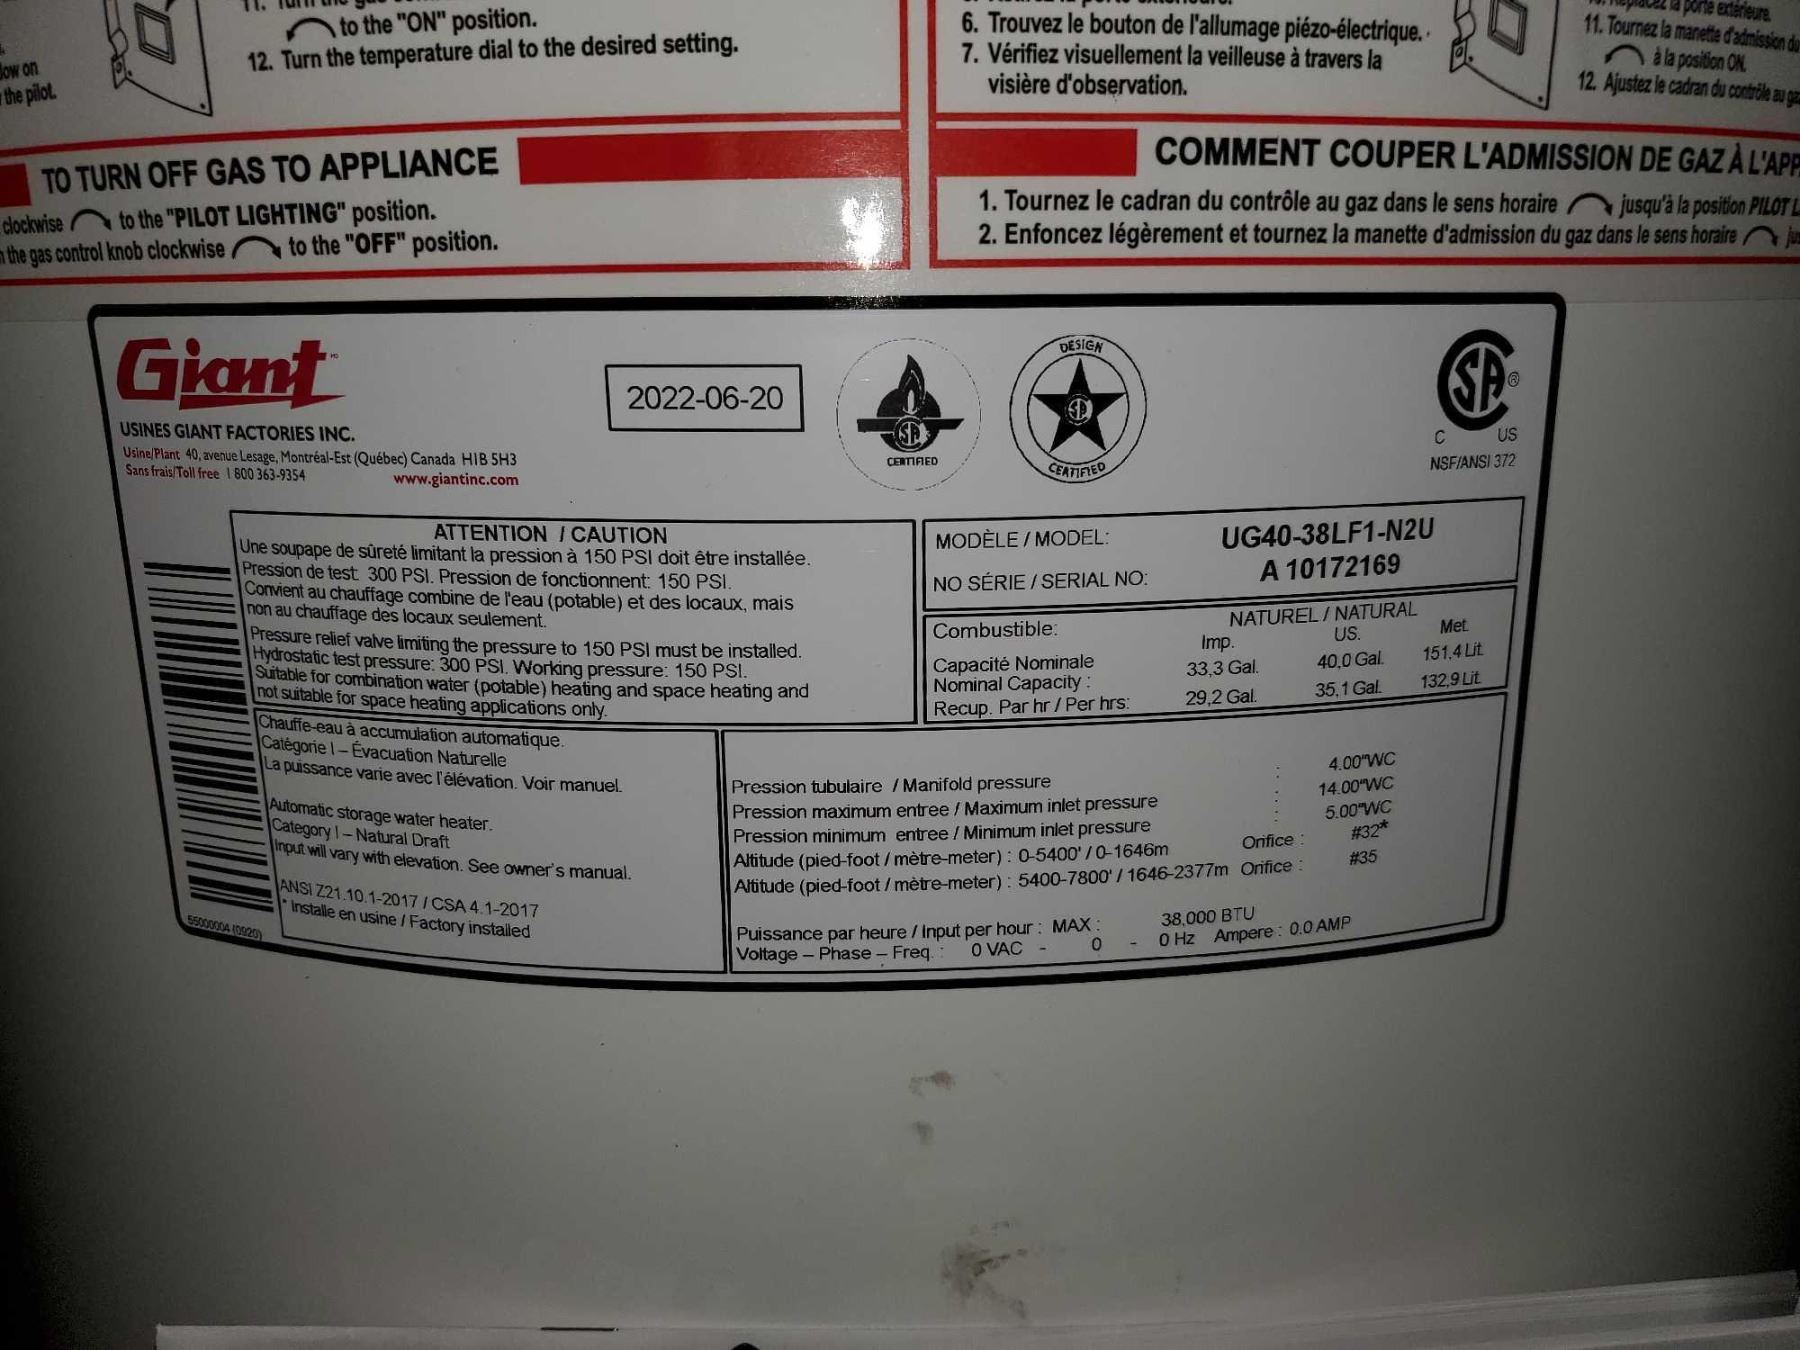 to the "ON" position.
12. Turn the temperature dial to the desired setting.
low on
the pilot.
TO TURN OFF GAS TO APPLIANCE
clockwise to the "PILOT LIGHTING" position.
the gas control knob clockwise to the "OFF" position.
6. Trouvez le bouton de l'allumage piézo-électrique.
7. Vérifiez visuellement la veilleuse à travers la
visière d'observation.
11. Tournez la manette d'admission du
à la position ON.
12. Ajustez le cadran du contrôle au
COMMENT COUPER L'ADMISSION DE GAZ À L'APP
1. Tournez le cadran du contrôle au gaz dans le sens horaire jusqu'à la position PILOT L
2. Enfoncez légèrement et tournez la manette d'admission du gaz dans le sens horaire
Giant
USINES GIANT FACTORIES INC.
Usine/Plant 40, avenue Lesage, Montréal-Est (Québec) Canada H1B 5H3
Sans frais/Toll free 1 800 363-9354
www.giantinc.com
2022-06-20
SA
CERTIFIED
DESIGN
SA
CERTIFIED
SA ®
C US
NSF/ANSI 372
ATTENTION / CAUTION
Une soupape de sûreté limitant la pression à 150 PSI doit être installée.
Pression de test: 300 PSI. Pression de fonctionnent: 150 PSI.
Convient au chauffage combine de l'eau (potable) et des locaux, mais
non au chauffage des locaux seulement.
Pressure relief valve limiting the pressure to 150 PSI must be installed.
Hydrostatic test pressure: 300 PSI. Working pressure: 150 PSI.
Suitable for combination water (potable) heating and space heating and
not suitable for space heating applications only.
MODÈLE / MODEL: UG40-38LF1-N2U
NO SÉRIE / SERIAL NO: A 10172169
Combustible: NATUREL / NATURAL
Imp. US. Met.
Capacité Nominale
Nominal Capacity : 33,3 Gal. 40,0 Gal. 151,4 Lit.
Recup. Par hr / Per hrs: 29,2 Gal. 35,1 Gal. 132,9 Lit.
Chauffe-eau à accumulation automatique.
Catégorie I – Évacuation Naturelle
La puissance varie avec l'élévation. Voir manuel.
Automatic storage water heater.
Category I – Natural Draft
Input will vary with elevation. See owner's manual.
ANSI Z21.10.1-2017 / CSA 4.1-2017
* Installe en usine / Factory installed
55000004 (0920)
Pression tubulaire / Manifold pressure : 4.00"WC
Pression maximum entree / Maximum inlet pressure : 14.00"WC
Pression minimum entree / Minimum inlet pressure : 5.00"WC
Altitude (pied-foot / mètre-meter) : 0-5400' / 0-1646m Orifice : #32*
Altitude (pied-foot / mètre-meter) : 5400-7800' / 1646-2377m Orifice : #35
Puissance par heure / Input per hour : MAX : 38,000 BTU
Voltage – Phase – Freq. : 0 VAC - 0 - 0 Hz Ampere : 0.0 AMP